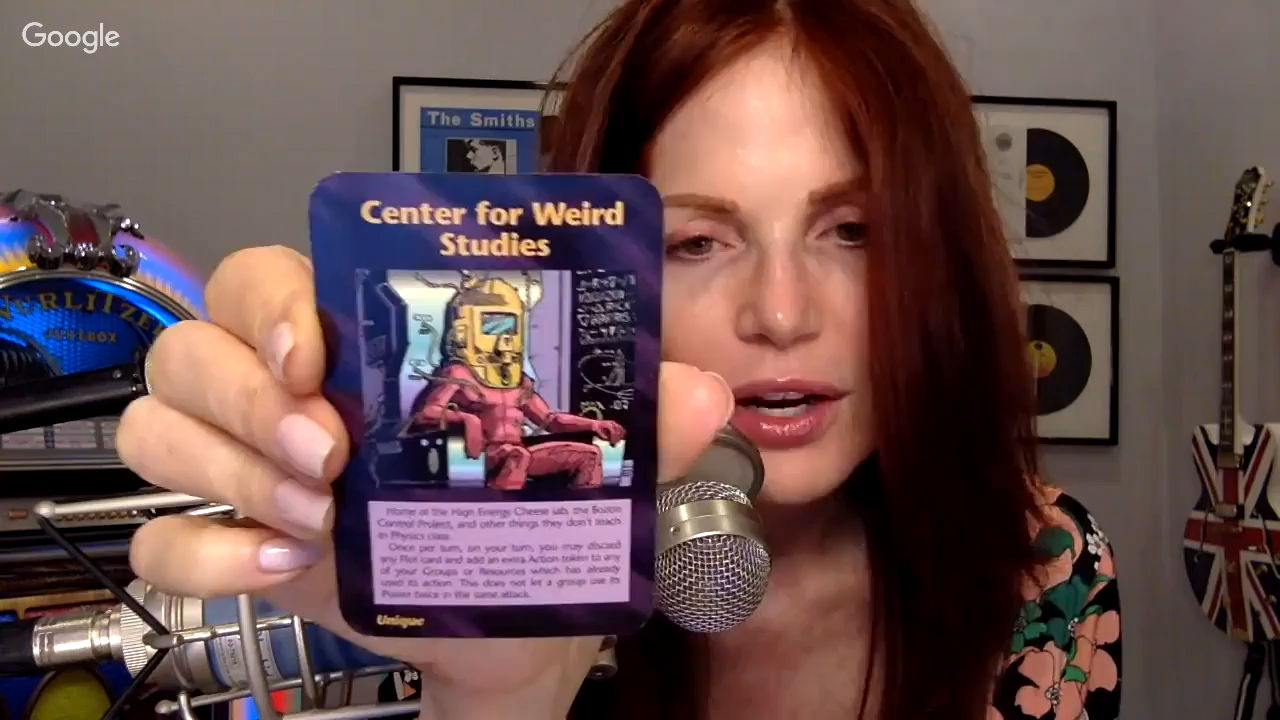 Google
The Smiths
WURLITZER
JUKEBOX
Center for Weird
Studies
Home of the High Energy Cheese Lab, the Bozon
Control Project, and other things they don't teach
in Physics class.
Once per turn, on your turn, you may discard
any Plot card and add an extra Action token to any
of your Groups or Resources which has already
used its action. This does not let a group use its
Power twice in the same attack.
Unique